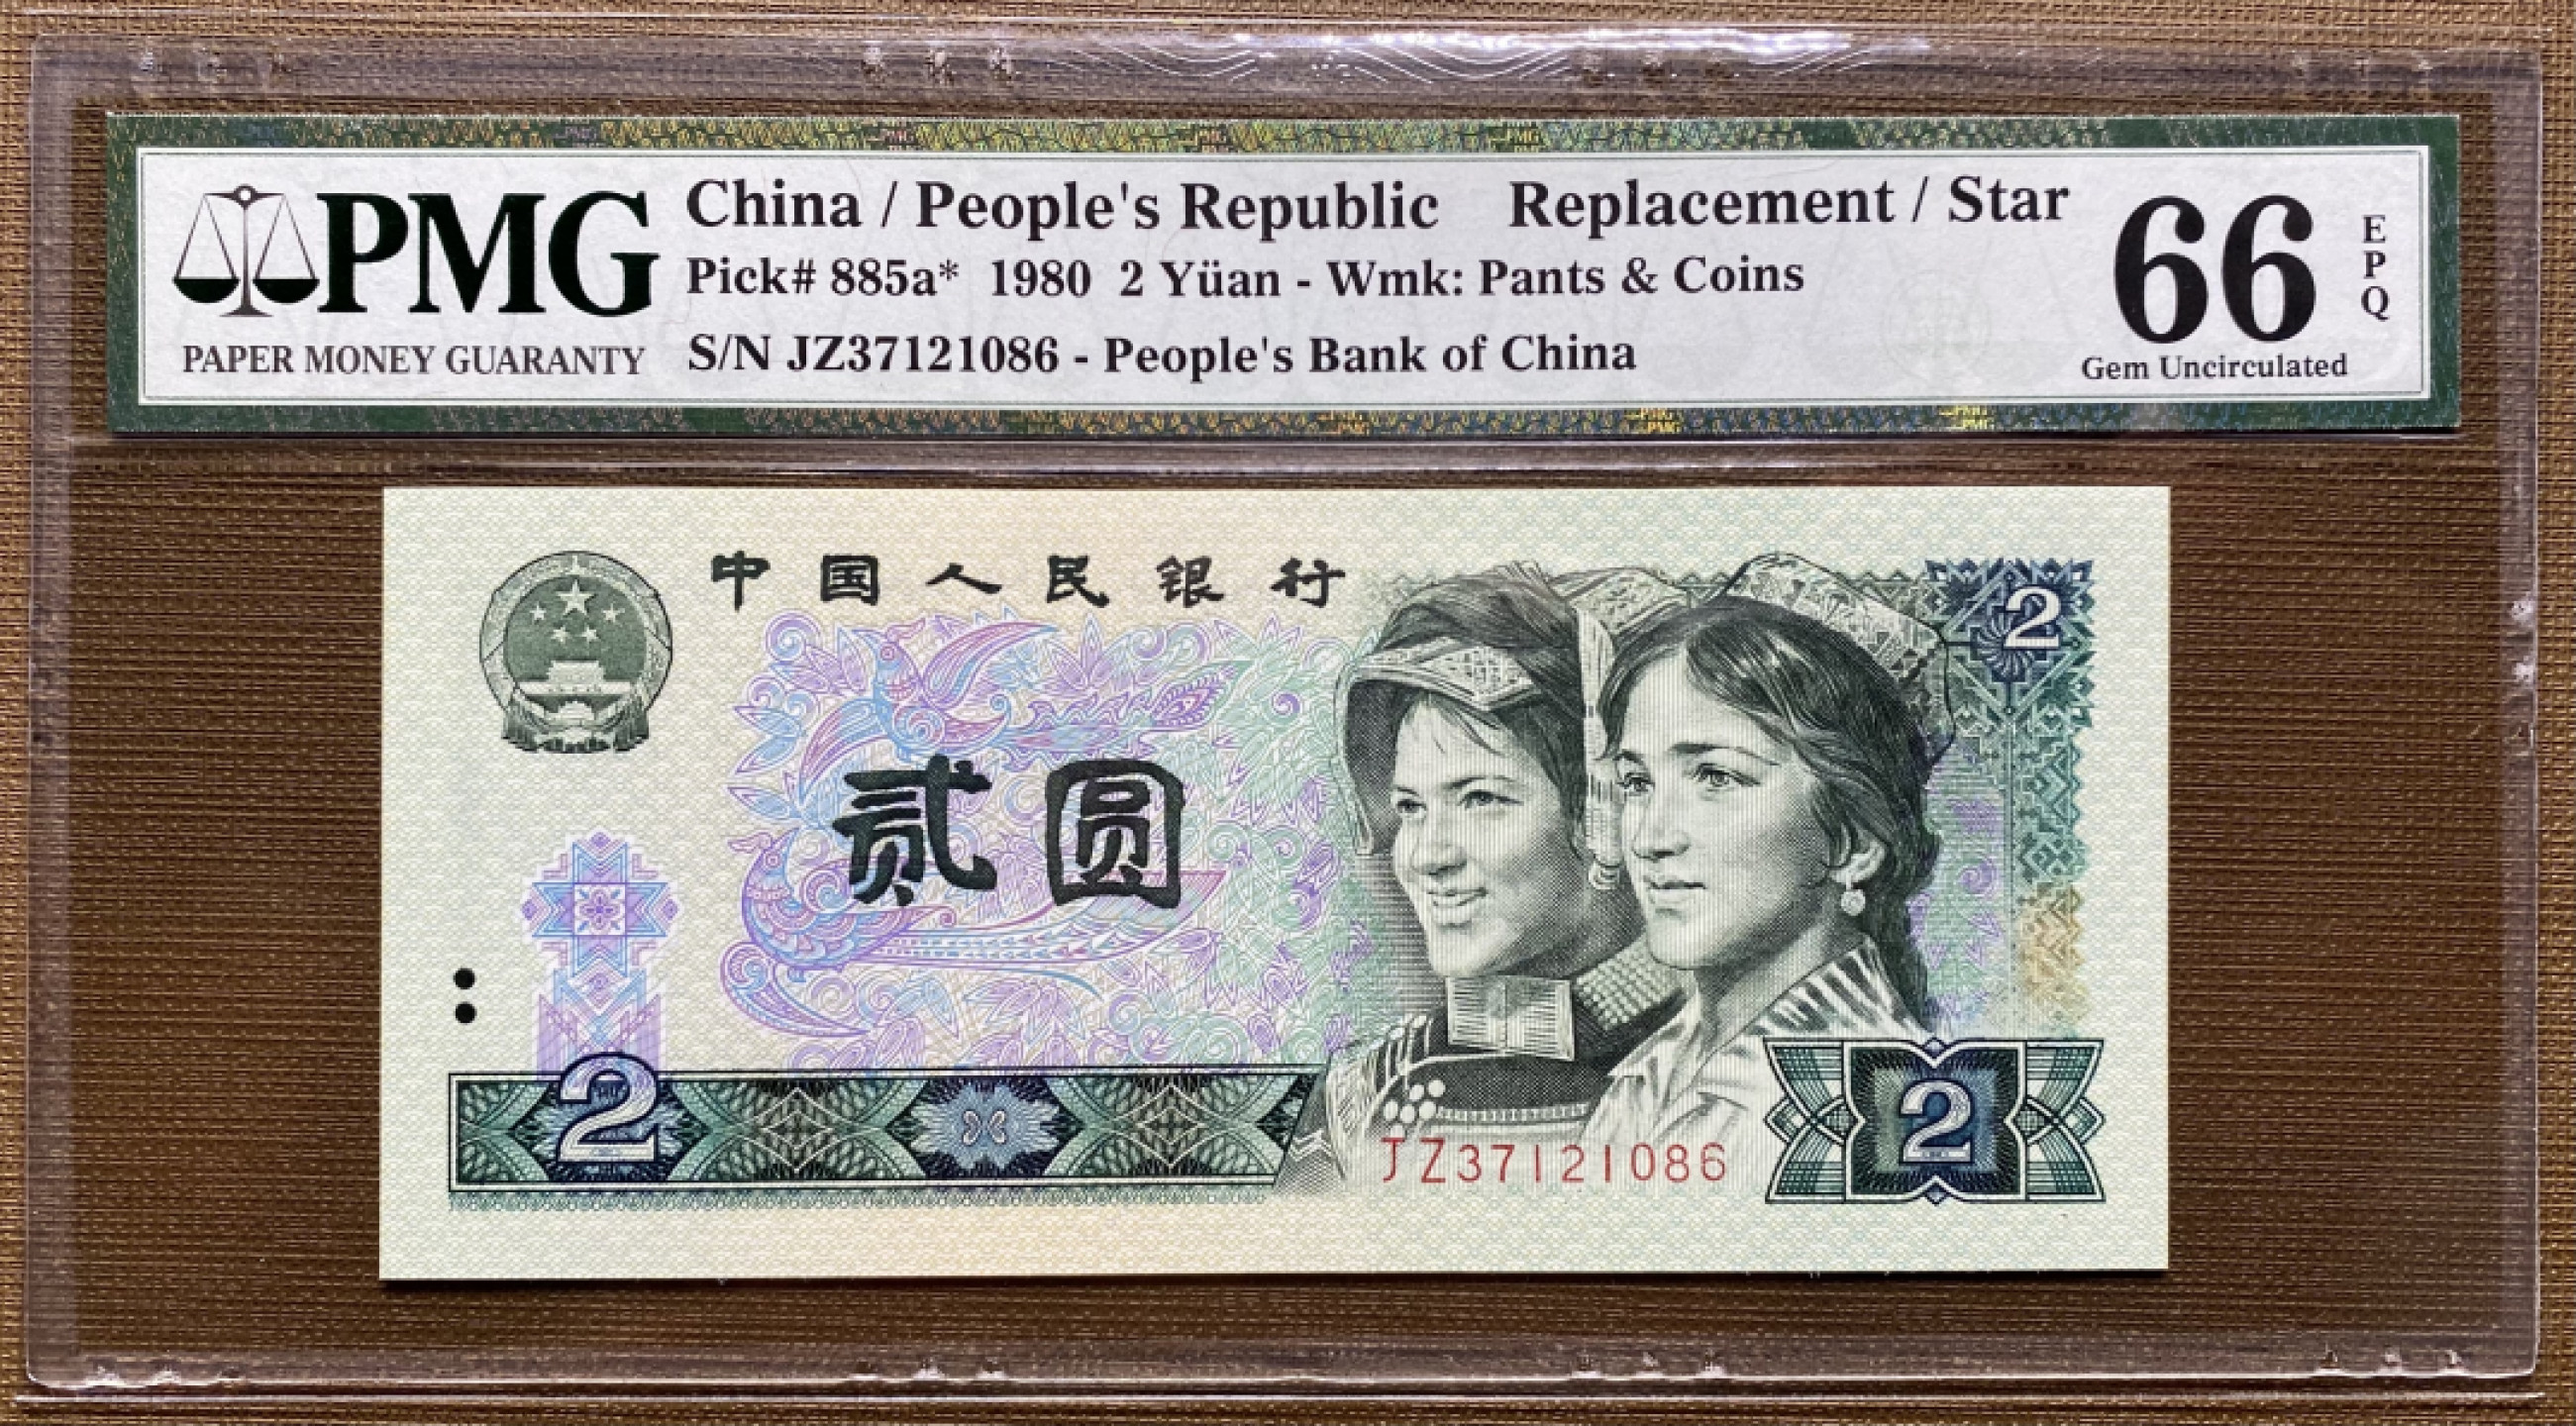 PMG
PAPER MONEY GUARANTY
China / People's Republic Replacement / Star
Pick# 885a* 1980 2 Yüan - Wmk: Pants & Coins
S/N JZ37121086 - People's Bank of China
66
EPQ
Gem Uncirculated
中国人民银行
2
贰圆
2
JZ37121086
2